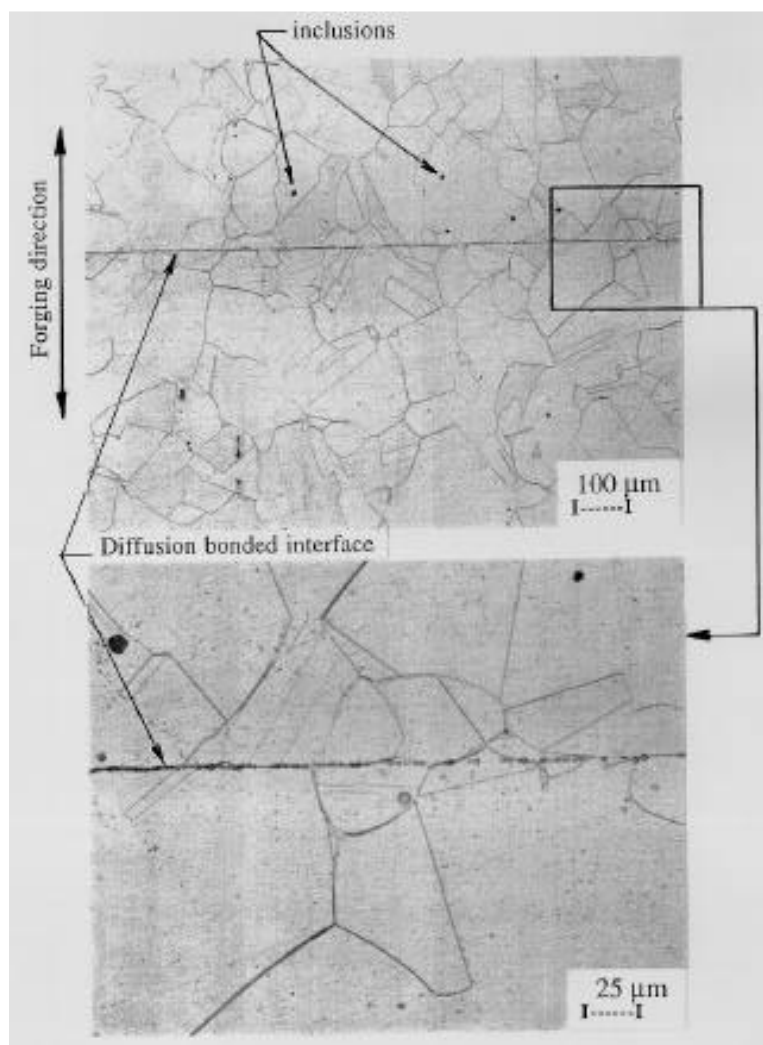 inclusions
Forging direction
100 μm
Diffusion bonded interface
25 μm